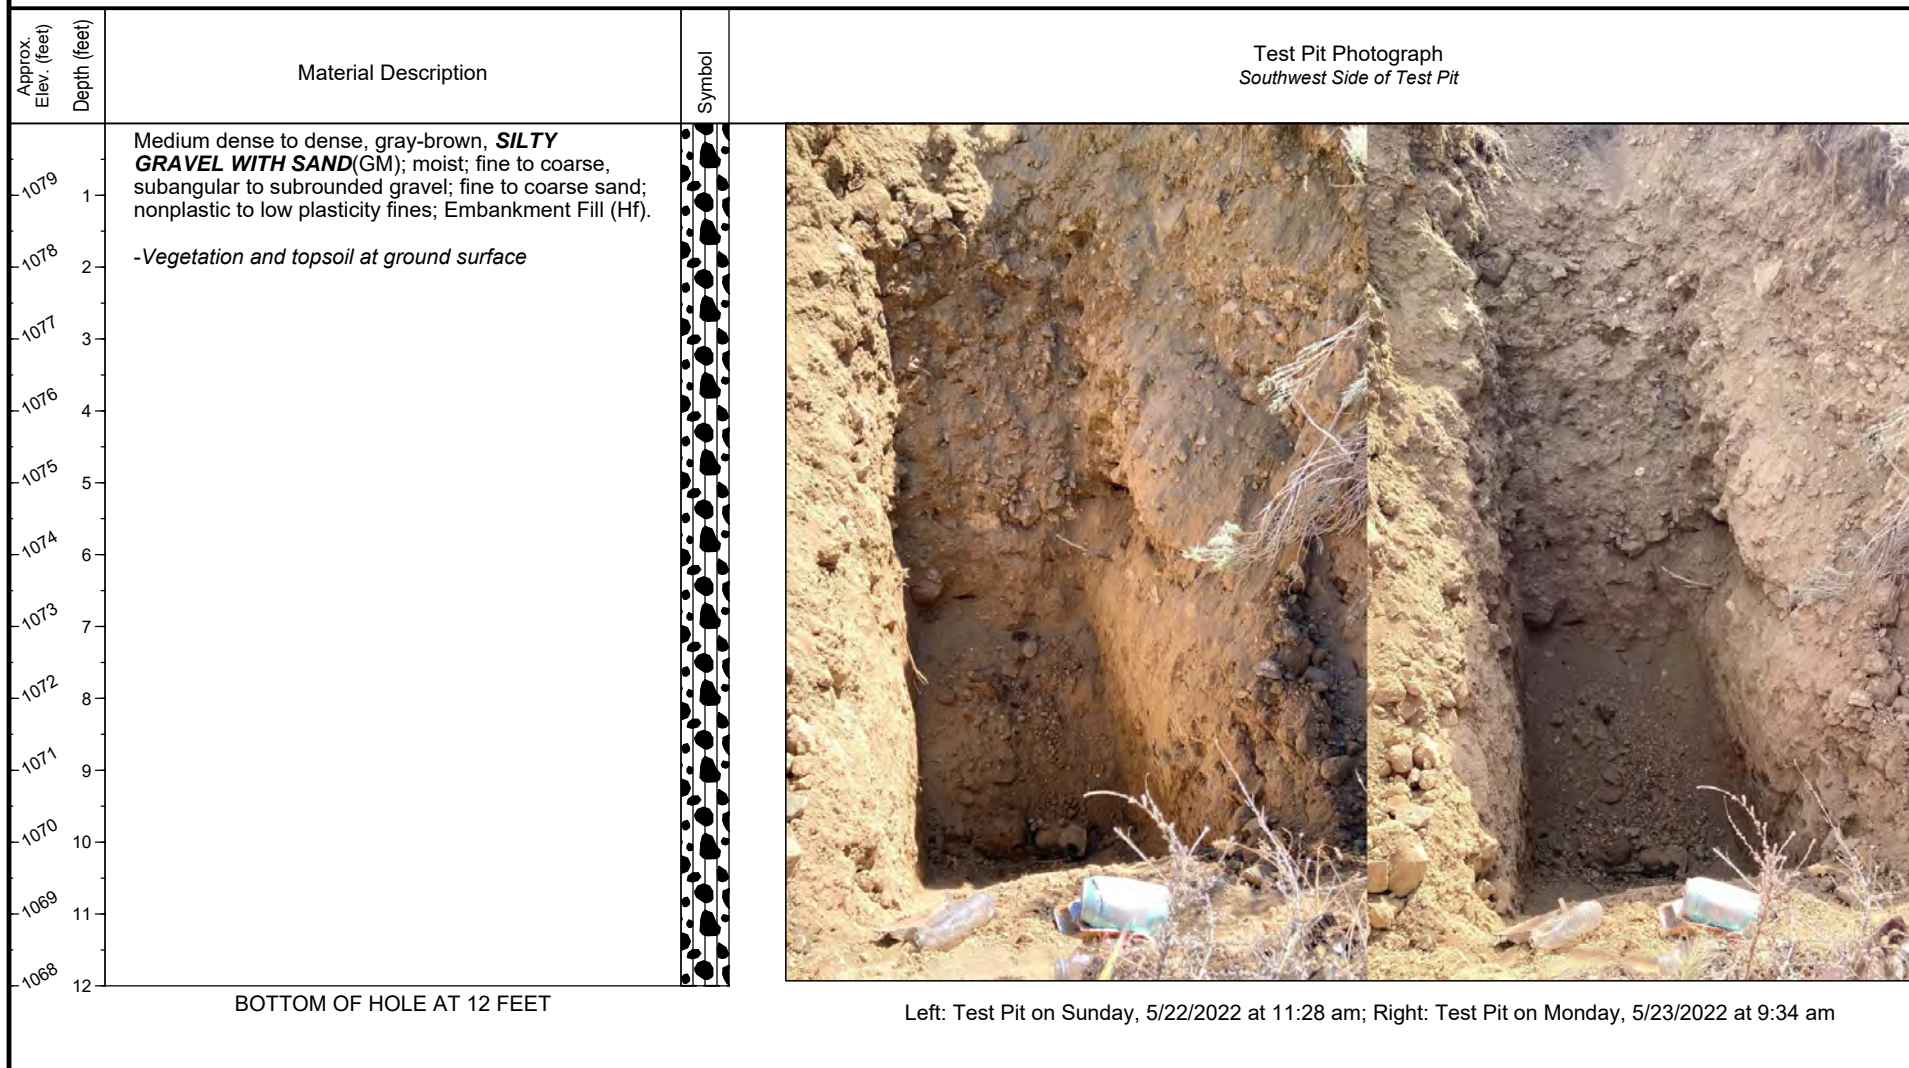 Approx.
Elev. (feet)
Depth (feet)
Material Description
Symbol
Test Pit Photograph
Southwest Side of Test Pit
Medium dense to dense, gray-brown, SILTY
GRAVEL WITH SAND(GM); moist; fine to coarse,
subangular to subrounded gravel; fine to coarse sand;
nonplastic to low plasticity fines; Embankment Fill (Hf).
-Vegetation and topsoil at ground surface
1079 1
1078 2
1077 3
1076 4
1075 5
1074 6
1073 7
1072 8
1071 9
1070 10
1069 11
1068 12
BOTTOM OF HOLE AT 12 FEET
Left: Test Pit on Sunday, 5/22/2022 at 11:28 am; Right: Test Pit on Monday, 5/23/2022 at 9:34 am